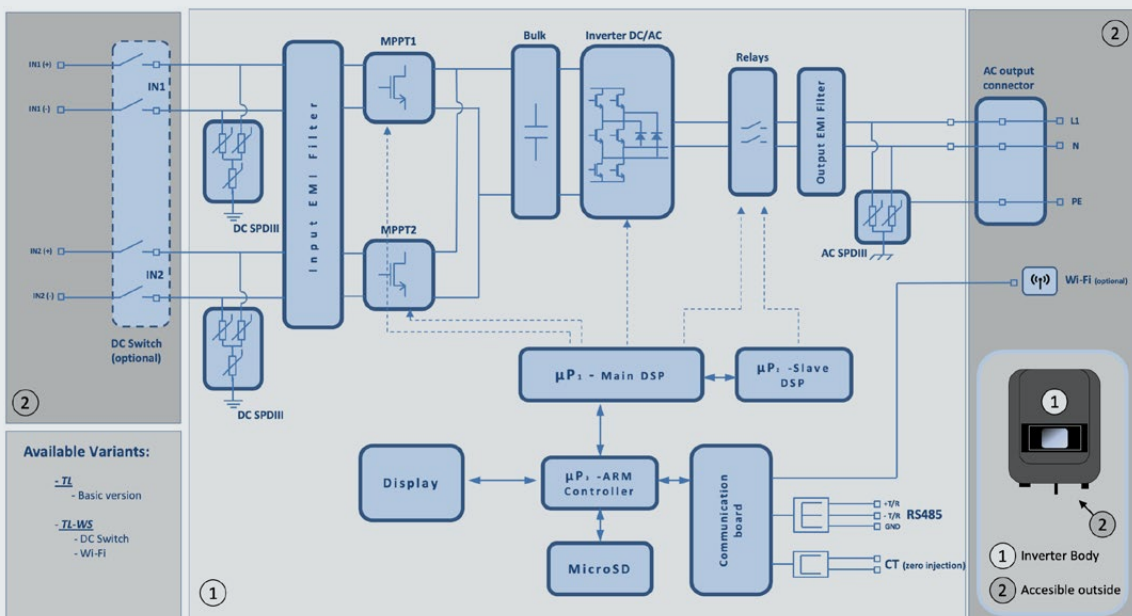 2
IN1 (+)
IN1 (-)
IN1
IN2 (+)
IN2 (-)
IN2
DC Switch
(optional)
2
Available Variants:
- TL
- Basic version
- TL-WS
- DC Switch
- Wi-Fi
DC SPDIII
DC SPDIII
Input EMI Filter
MPPT1
MPPT2
Bulk
Inverter DC/AC
Relays
Output EMI Filter
AC SPDIII
AC output
connector
L1
N
PE
Wi-Fi (optional)
μP₁ - Main DSP
μP₂ -Slave
DSP
Display
μP₃ -ARM
Controller
MicroSD
Communication
board
+T/R
- T/R
GND
RS485
CT (zero injection)
1
1
2
1 Inverter Body
2 Accesible outside